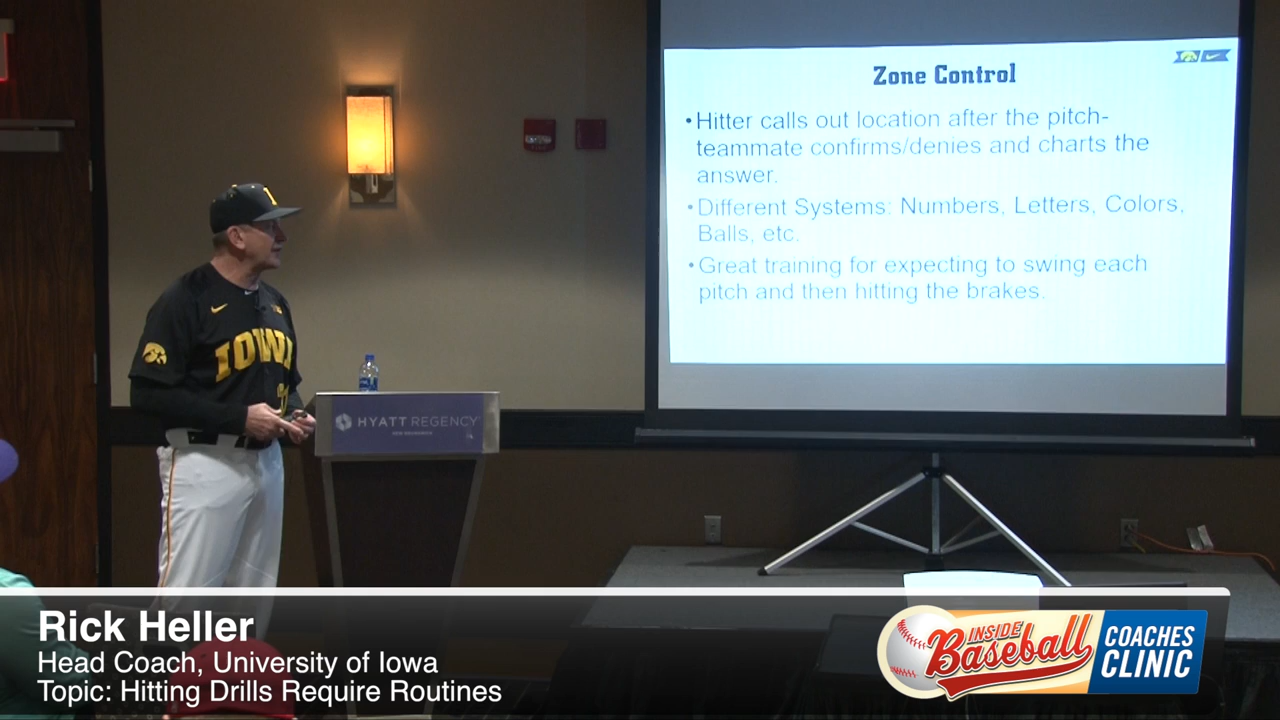 Zone Control
•Hitter calls out location after the pitch-
teammate confirms/denies and charts the
answer.
•Different Systems: Numbers, Letters, Colors,
Balls, etc.
•Great training for expecting to swing each
pitch and then hitting the brakes.
I
IOWA
HYATT REGENCY
Rick Heller
Head Coach, University of Iowa
Topic: Hitting Drills Require Routines
INSIDE
Baseball
COACHES
CLINIC